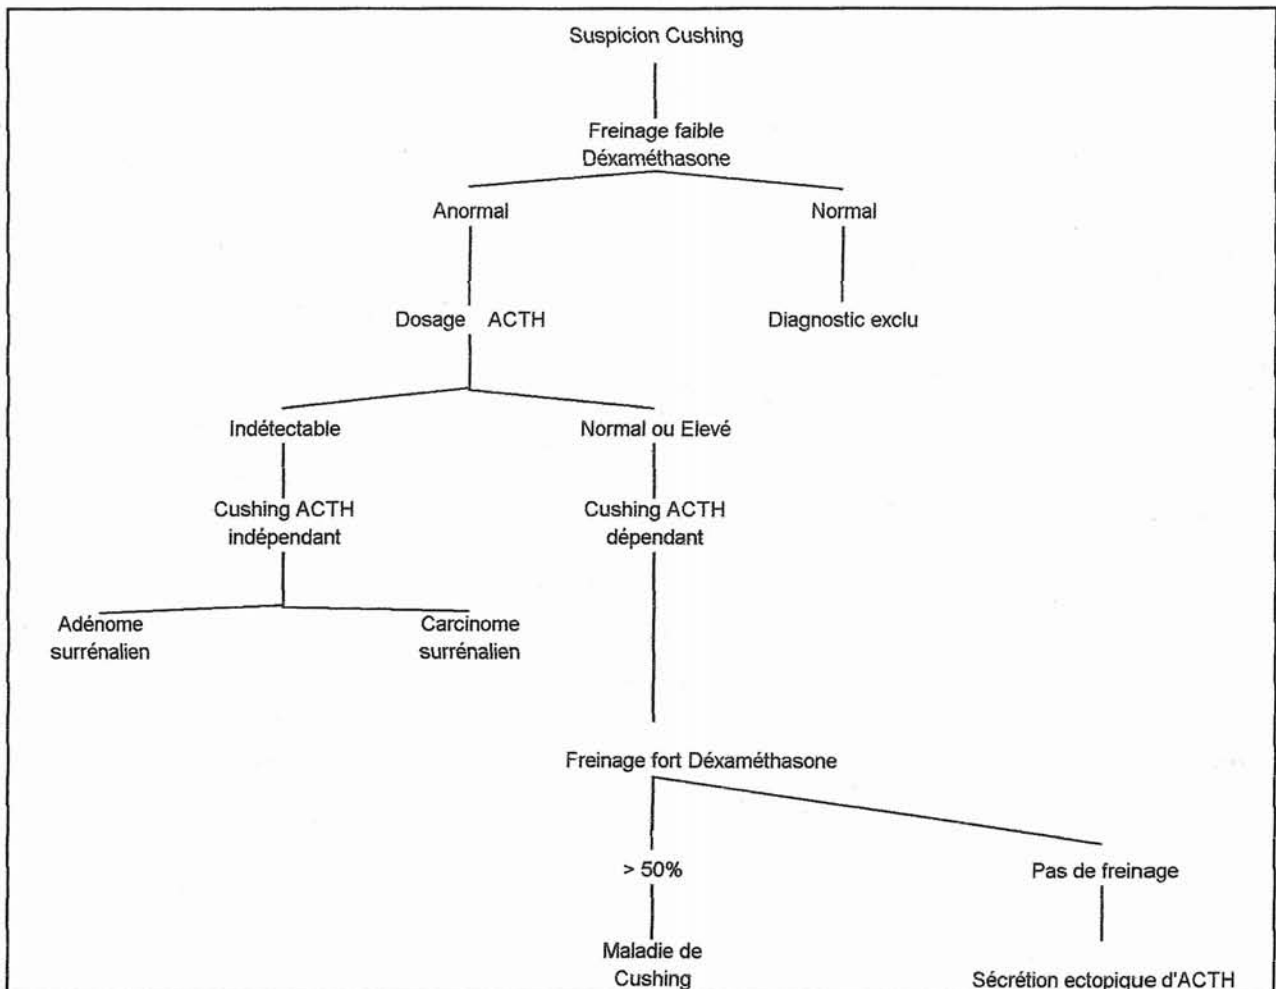 Suspicion Cushing
Freinage faible
Déxaméthasone
Anormal
Normal
Dosage ACTH
Diagnostic exclu
Indétectable
Normal ou Elevé
Cushing ACTH
indépendant
Cushing ACTH
dépendant
Adénome
surrénalien
Carcinome
surrénalien
Freinage fort Déxaméthasone
> 50%
Pas de freinage
Maladie de
Cushing
Sécrétion ectopique d'ACTH